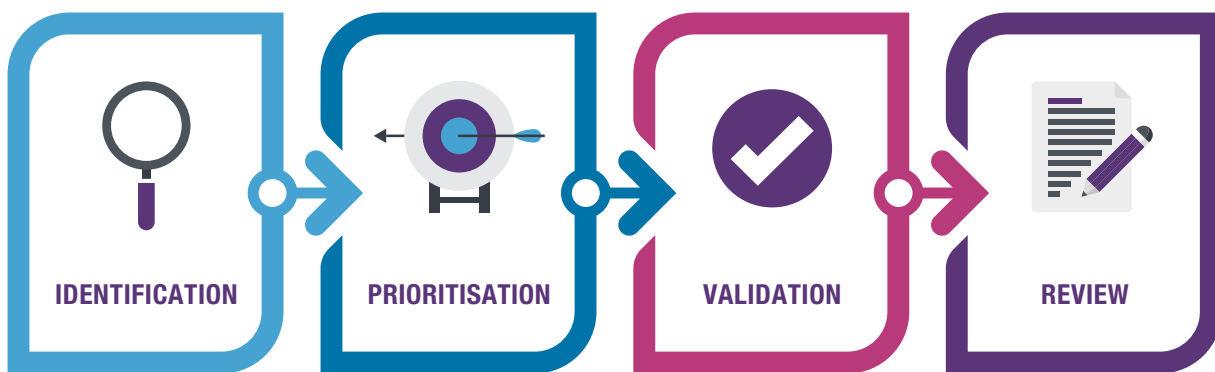 IDENTIFICATION
PRIORITISATION
VALIDATION
REVIEW